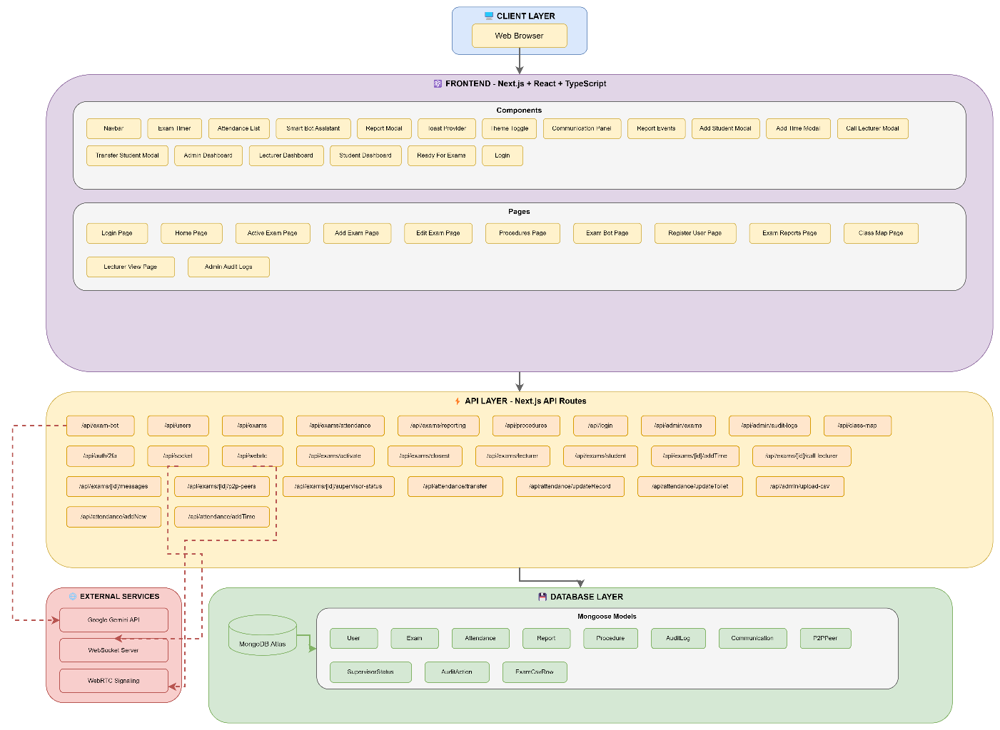 CLIENT LAYER
Web Browser
FRONTEND - Next.js + React + TypeScript
Components
Navbar
Exam Timer
Attendance List
Smart Bot Assistant
Report Modal
Toast Provider
Theme Toggle
Communication Panel
Report Events
Add Student Modal
Add Time Modal
Call Lecturer Modal
Transfer Student Modal
Admin Dashboard
Lecturer Dashboard
Student Dashboard
Ready For Exams
Login
Pages
Login Page
Home Page
Active Exam Page
Add Exam Page
Edit Exam Page
Procedures Page
Exam Bot Page
Register User Page
Exam Reports Page
Class Map Page
Lecturer View Page
Admin Audit Logs
API LAYER - Next.js API Routes
/api/exam-bot
/api/users
/api/exams
/api/exams/attendance
/api/exams/reporting
/api/procedures
/api/login
/api/admin/exams
/api/admin/audit-logs
/api/class-map
/api/auth/2fa
/api/socket
/api/webrtc
/api/exams/activate
/api/exams/closest
/api/exams/lecturer
/api/exams/student
/api/exams/[id]/addTime
/api/exams/[id]/call-lecturer
/api/exams/[id]/messages
/api/exams/[id]/p2p-peers
/api/exams/[id]/supervisor-status
/api/attendance/transfer
/api/attendance/updateRecord
/api/attendance/updateToilet
/api/admin/upload-csv
/api/attendance/addNew
/api/attendance/addTime
EXTERNAL SERVICES
Google Gemini API
WebSocket Server
WebRTC Signaling
DATABASE LAYER
MongoDB Atlas
Mongoose Models
User
Exam
Attendance
Report
Procedure
AuditLog
Communication
P2PPeer
SupervisorStatus
AuditAction
ExamCsvRow